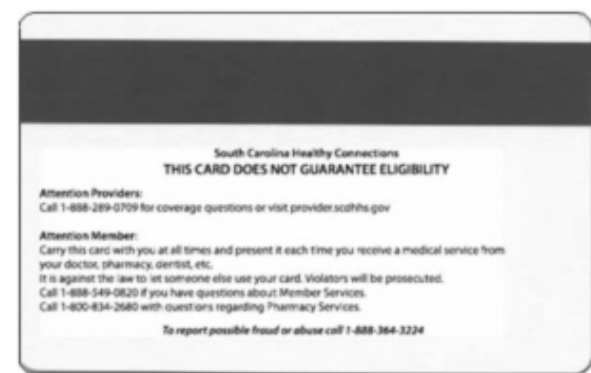 South Carolina Healthy Connections
THIS CARD DOES NOT GUARANTEE ELIGIBILITY
Attention Providers:
Call 1-888-289-0709 for coverage questions or visit provider.scdhhs.gov
Attention Member:
Carry this card with you at all times and present it each time you receive a medical service from
your doctor, pharmacy, dentist, etc.
It is against the law to let someone else use your card. Violators will be prosecuted.
Call 1-888-549-0820 if you have questions about Member Services.
Call 1-800-834-2680 with questions regarding Pharmacy Services.
To report possible fraud or abuse call 1-888-364-3224